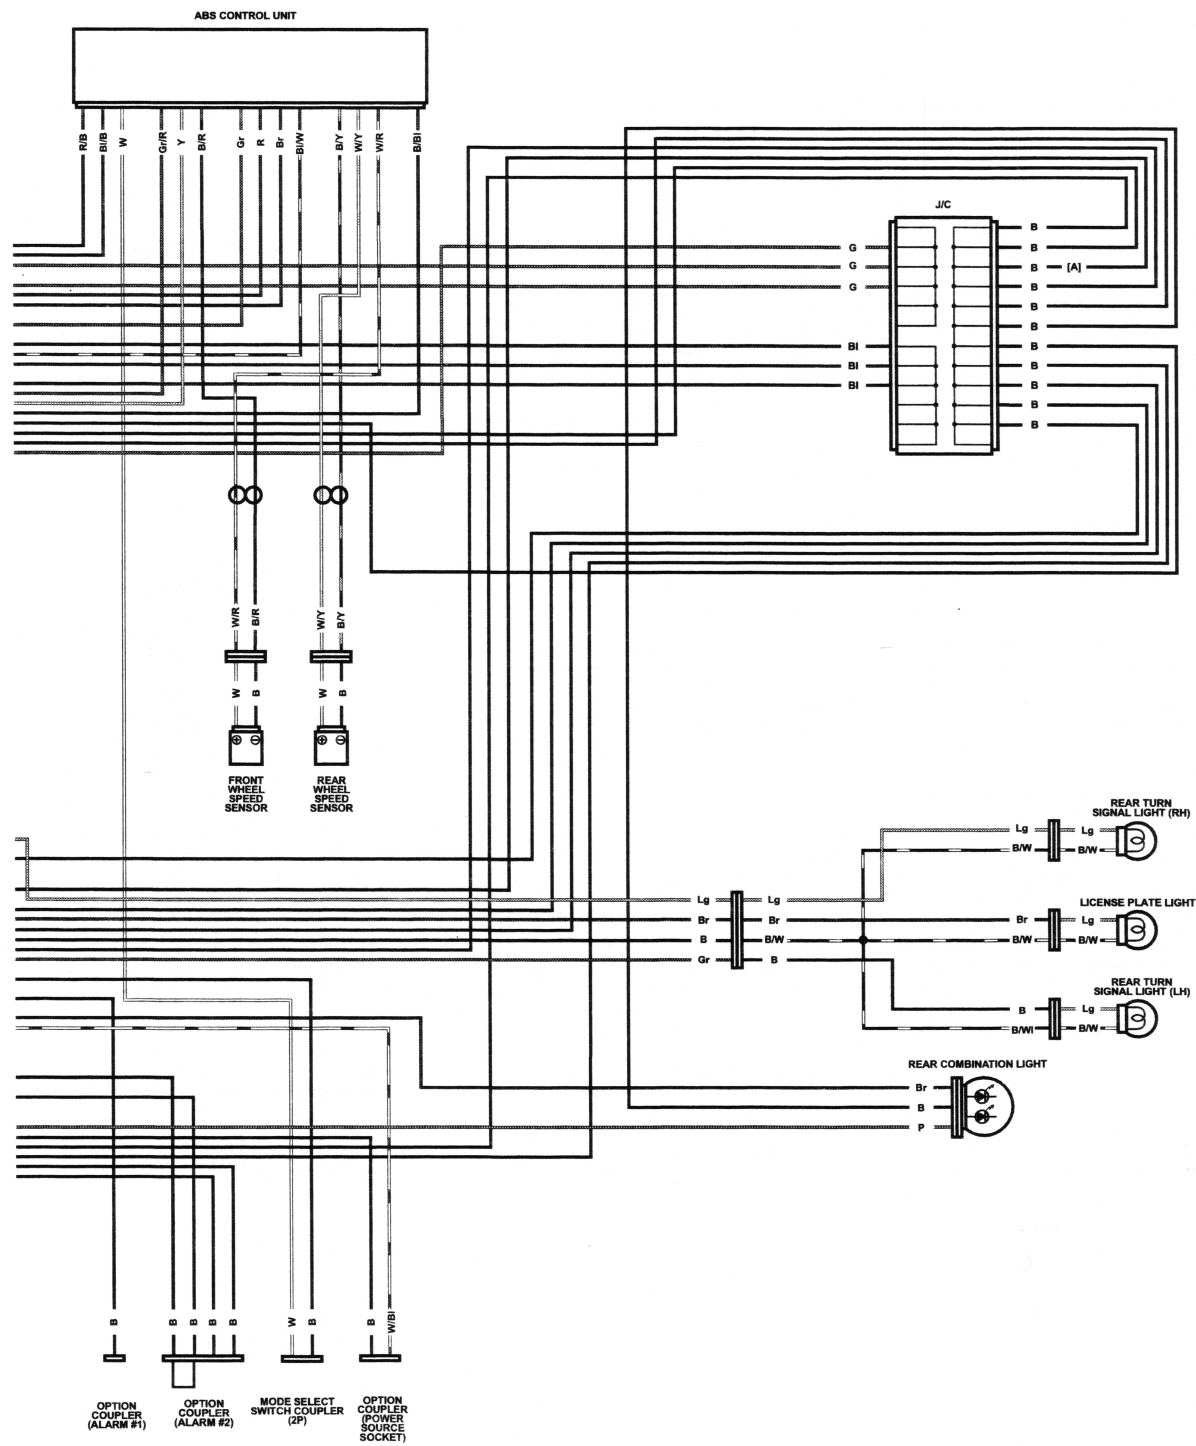 ABS CONTROL UNIT
R/B
Bl/B
W
Gr/R
Y
B/R
Gr
R
Br
Bl/W
B/Y
W/Y
W/R
B/Bl
J/C
B
G
B
G
B
[A]
G
B
B
B
Bl
B
Bl
B
Bl
B
B
B
W/R
B/R
W/Y
B/Y
W
B
W
B
FRONT
WHEEL
SPEED
SENSOR
REAR
WHEEL
SPEED
SENSOR
REAR TURN
SIGNAL LIGHT (RH)
Lg
Lg
B/W
B/W
Lg
Lg
LICENSE PLATE LIGHT
Br
Br
Br
Lg
B
B/W
B/W
B/W
Gr
B
REAR TURN
SIGNAL LIGHT (LH)
B
Lg
B/Wl
B/W
REAR COMBINATION LIGHT
Br
B
P
B
B
B
B
B
W
B
B
W/Bl
OPTION
COUPLER
(ALARM #1)
OPTION
COUPLER
(ALARM #2)
MODE SELECT
SWITCH COUPLER
(2P)
OPTION
COUPLER
(POWER
SOURCE
SOCKET)